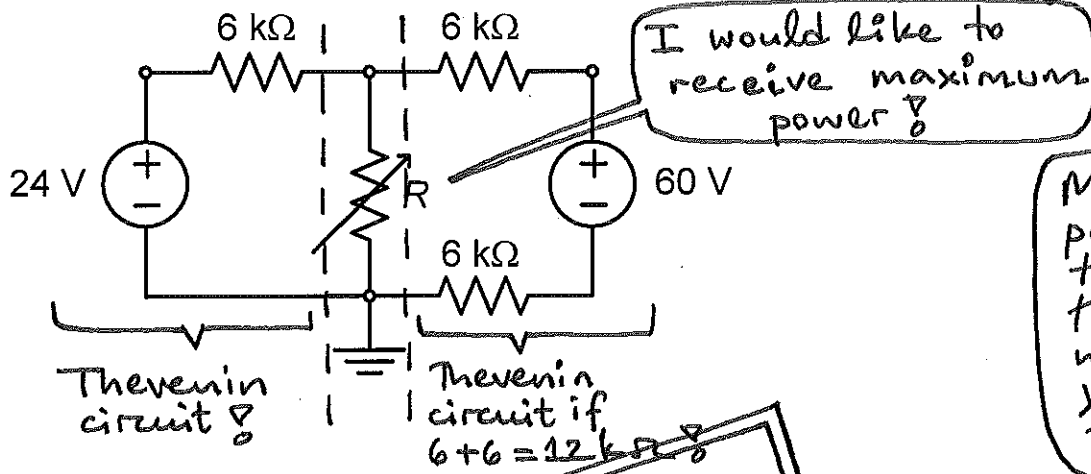 6 kΩ 6 kΩ
I would like to
receive maximum
power!
24 V
+
−
R
+
−
60 V
6 kΩ
Thevenin
circuit!
Thevenin
circuit if
6+6=12 kΩ!